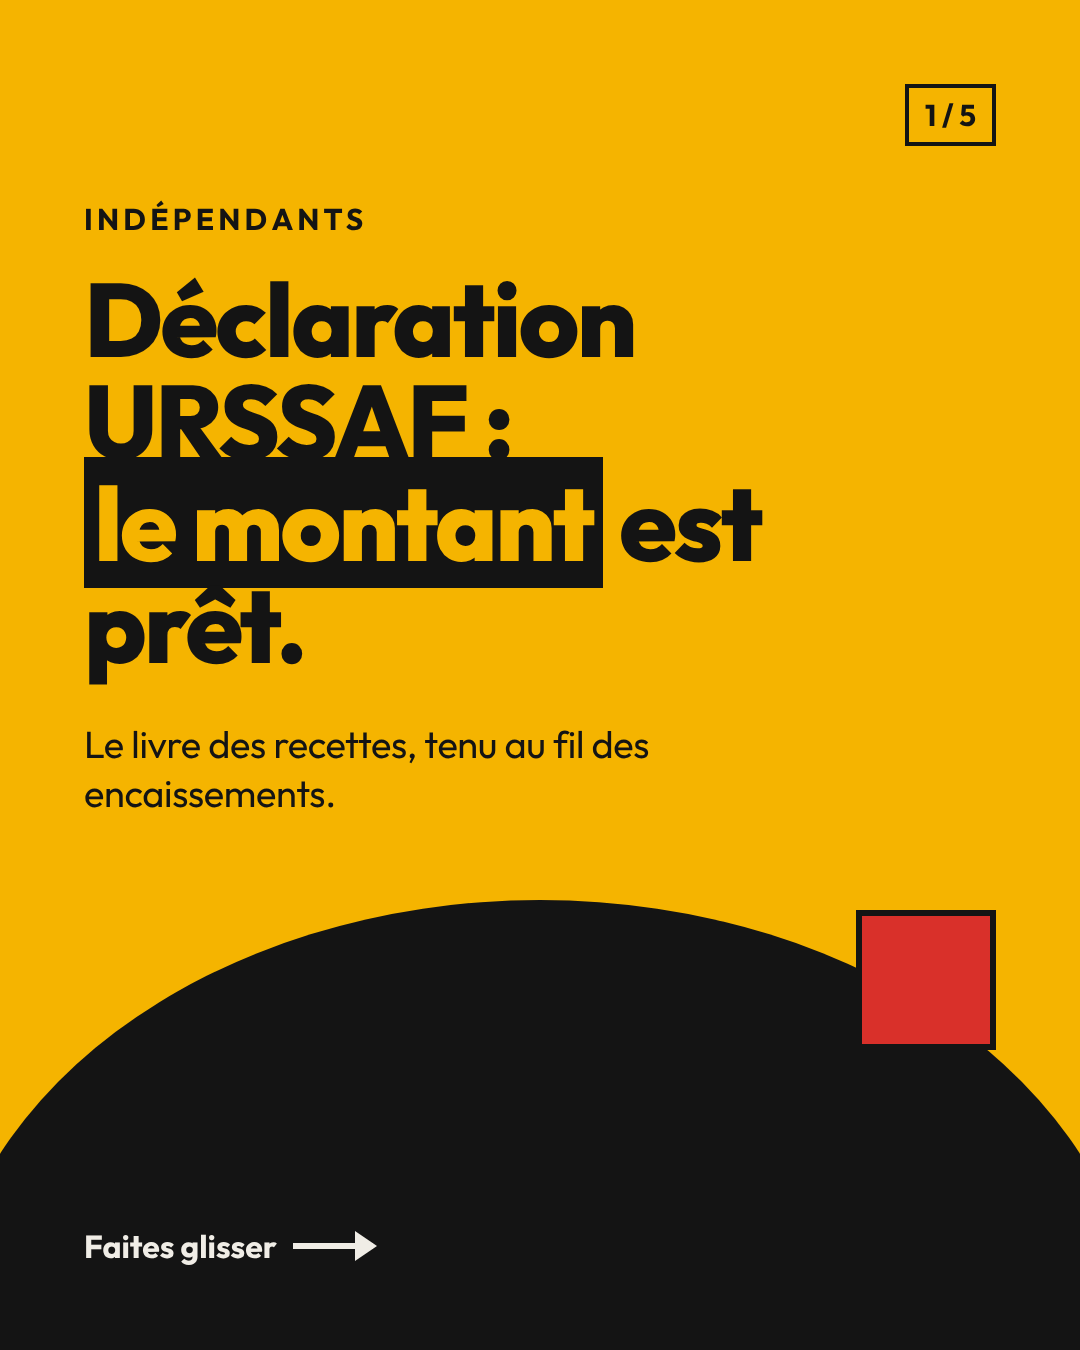 1/5
INDÉPENDANTS
Déclaration
URSSAF :
le montant est
prêt.
Le livre des recettes, tenu au fil des
encaissements.
Faites glisser